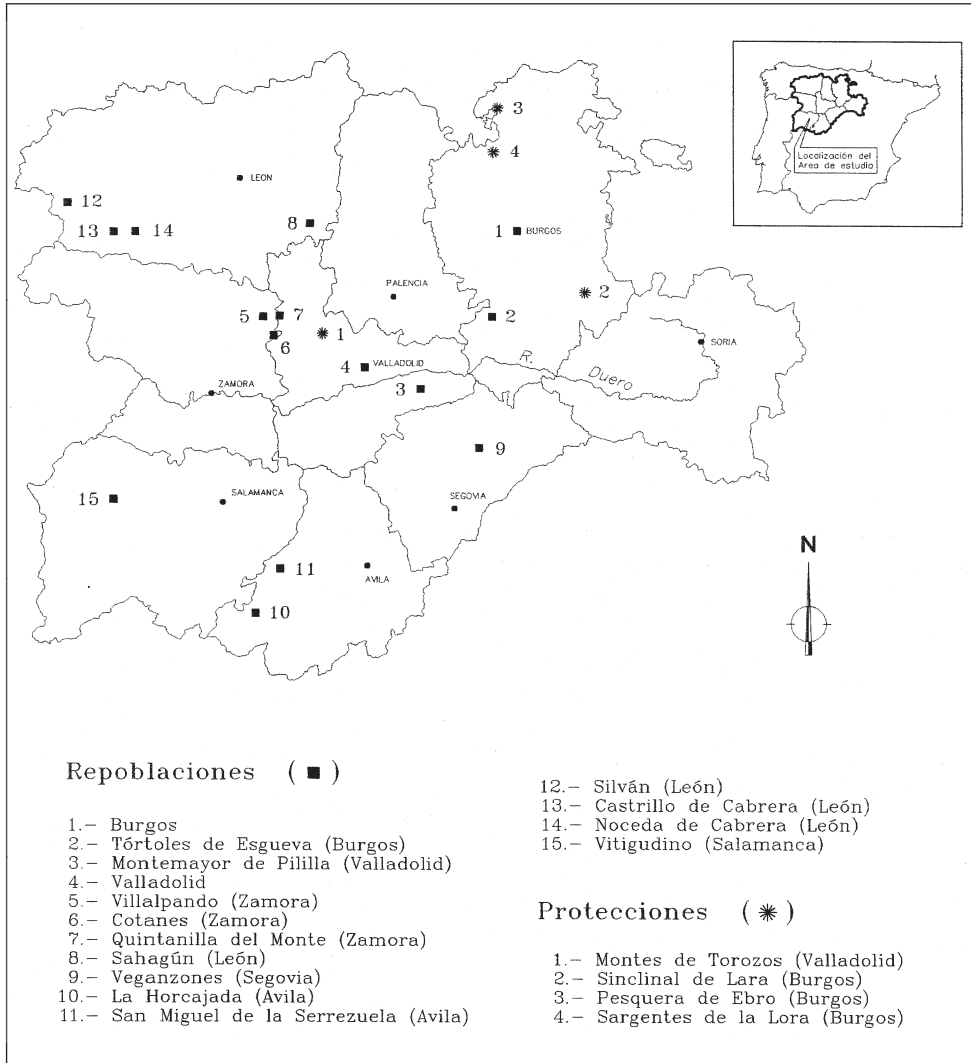 Localización del
Area de estudio
3
4
LEON
12
8
13
14
1
BURGOS
PALENCIA
2
5
7
2
1
6
SORIA
R.
4
VALLADOLID
Duero
ZAMORA
3
9
SALAMANCA
15
SEGOVIA
N
11
AVILA
10
Repoblaciones (■)
1.- Burgos
2.- Tórtoles de Esgueva (Burgos)
3.- Montemayor de Pililla (Valladolid)
4.- Valladolid
5.- Villalpando (Zamora)
6.- Cotanes (Zamora)
7.- Quintanilla del Monte (Zamora)
8.- Sahagún (León)
9.- Veganzones (Segovia)
10.- La Horcajada (Avila)
11.- San Miguel de la Serrezuela (Avila)
12.- Silván (León)
13.- Castrillo de Cabrera (León)
14.- Noceda de Cabrera (León)
15.- Vitigudino (Salamanca)
Protecciones (✳)
1.- Montes de Torozos (Valladolid)
2.- Sinclinal de Lara (Burgos)
3.- Pesquera de Ebro (Burgos)
4.- Sargentes de la Lora (Burgos)